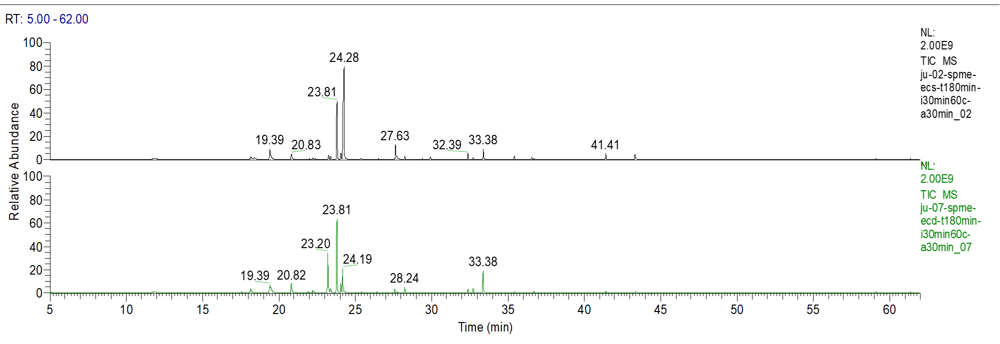 RT: 5.00 - 62.00
NL:
2.00E9
TIC MS
ju-02-spme-
ecs-t180min-
i30min60c-
a30min_02
100
80
60
40
20
0
24.28
23.81
19.39
20.83
27.63
32.39
33.38
41.41
Relative Abundance
NL:
2.00E9
TIC MS
ju-07-spme-
ecd-t180min-
i30min60c-
a30min_07
100
80
60
40
20
0
23.81
23.20
24.19
19.39
20.82
28.24
33.38
5 10 15 20 25 30 35 40 45 50 55 60
Time (min)